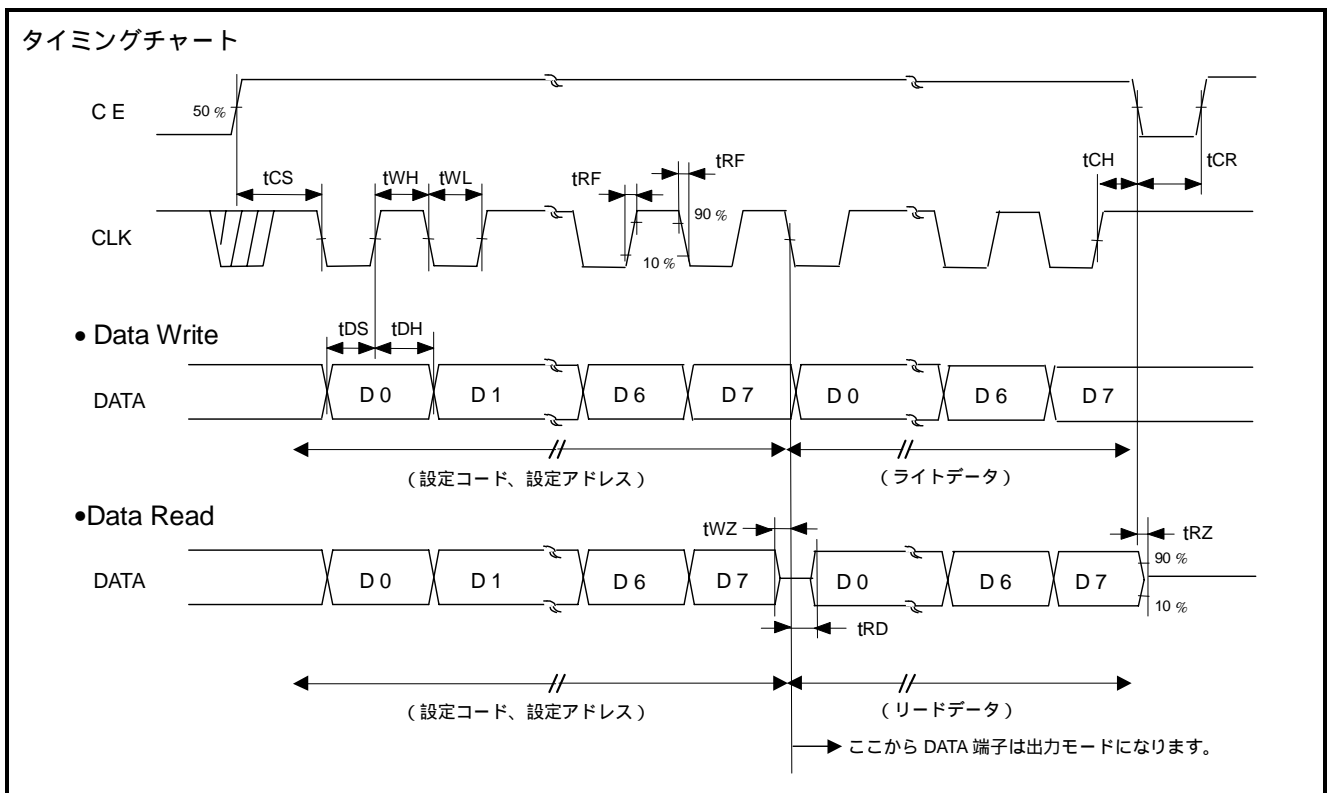 タイミングチャート
CE
50 %
tCS
tWH
tWL
tRF
tRF
tCH
tCR
CLK
90 %
10 %
• Data Write
tDS
tDH
DATA
D 0
D 1
D 6
D 7
D 0
D 6
D 7
(設定コード、設定アドレス)
(ライトデータ)
•Data Read
tWZ
tRZ
DATA
D 0
D 1
D 6
D 7
D 0
D 6
D 7
90 %
10 %
tRD
(設定コード、設定アドレス)
(リードデータ)
ここから DATA 端子は出力モードになります。